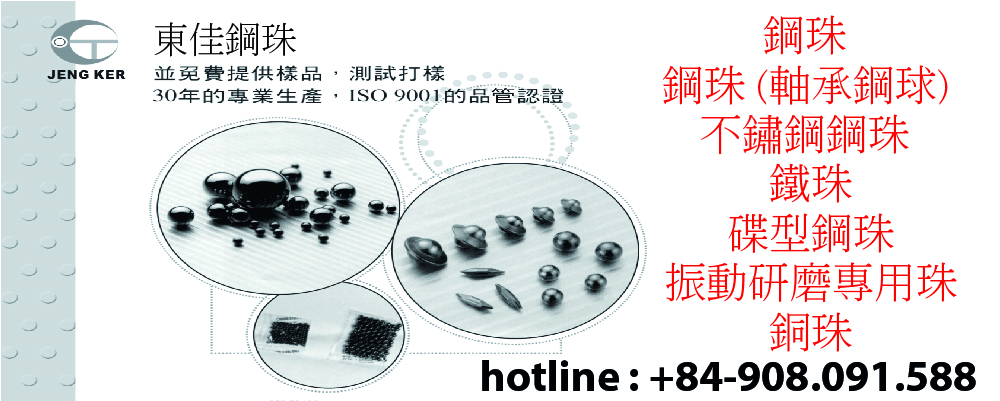 JENG KER
東佳鋼珠
並免費提供樣品，測試打樣
30年的專業生產，ISO 9001的品管認證
鋼珠
鋼珠 (軸承鋼球)
不鏽鋼鋼珠
鐵珠
碟型鋼珠
振動研磨專用珠
銅珠
hotline : +84-908.091.588